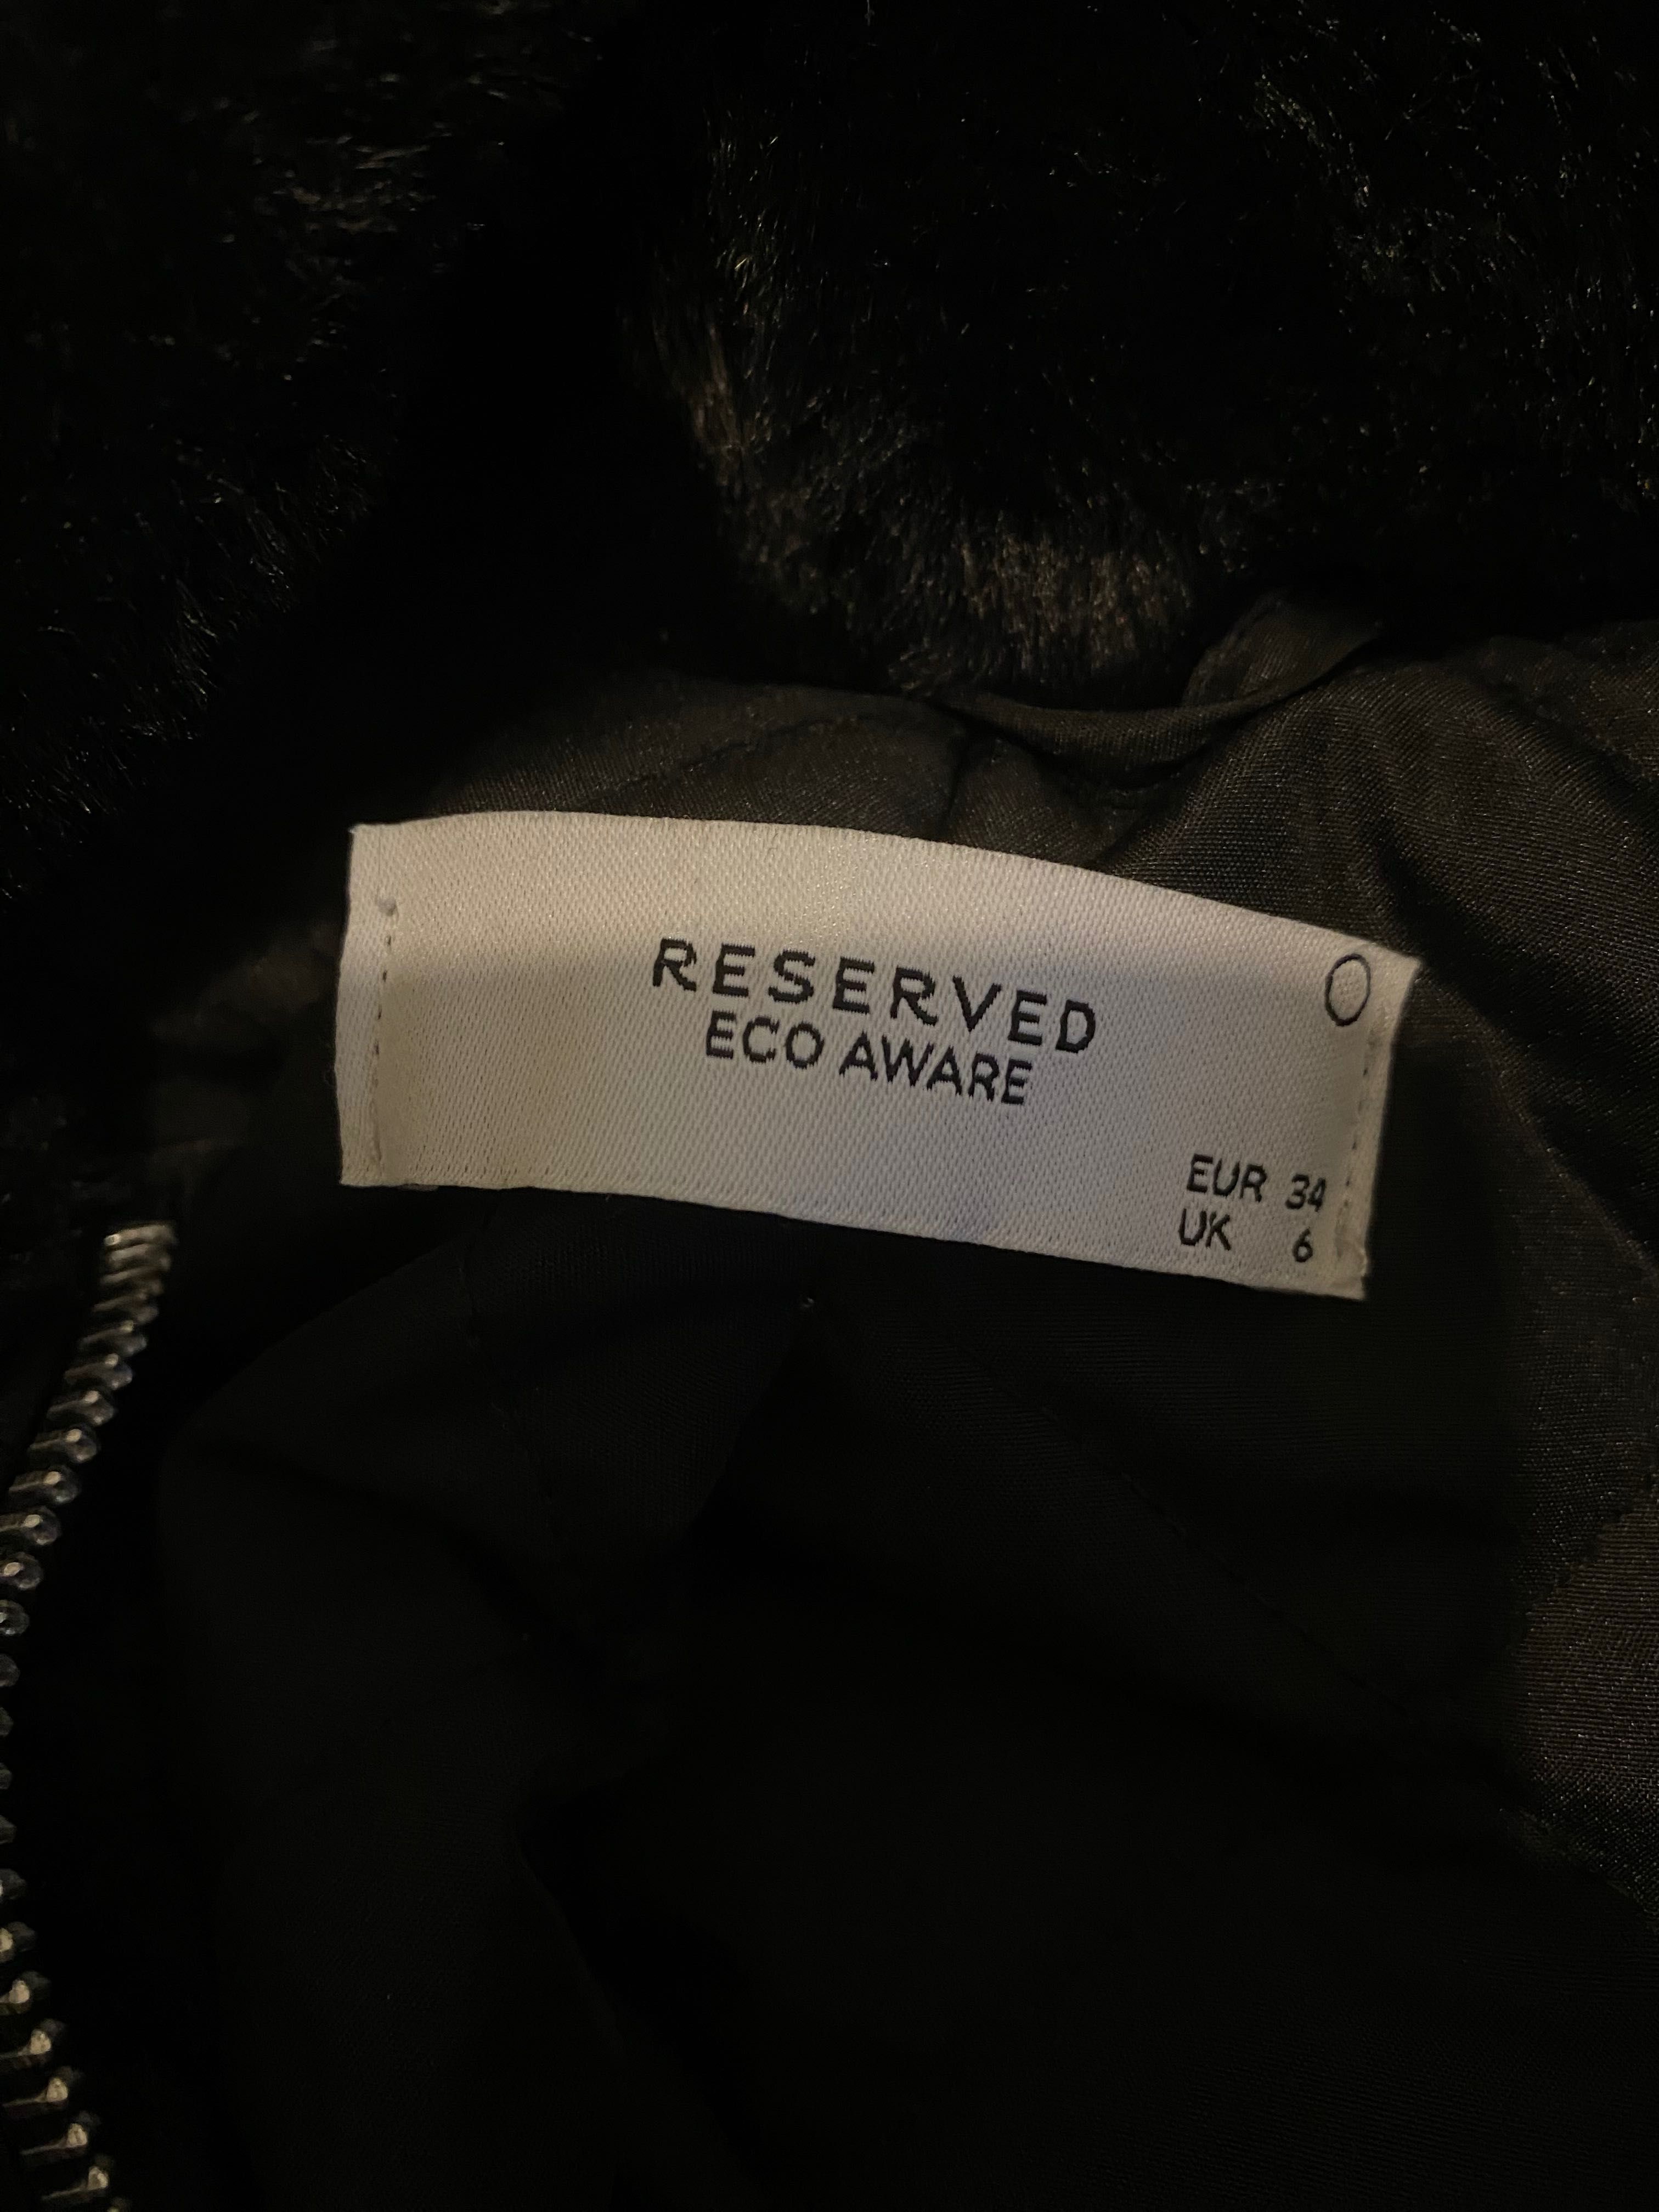 RESERVED
ECO AWARE
O
EUR 34
UK 6